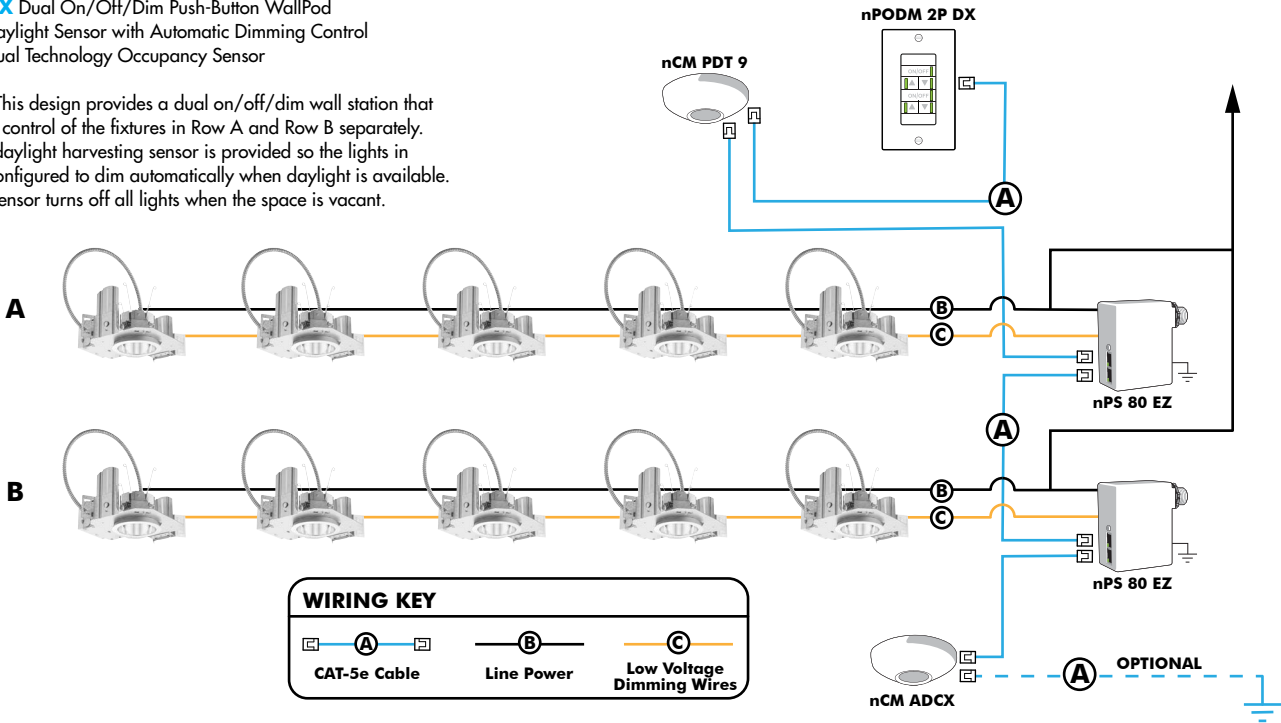 X Dual On/Off/Dim Push-Button WallPod
aylight Sensor with Automatic Dimming Control
ual Technology Occupancy Sensor
This design provides a dual on/off/dim wall station that
control of the fixtures in Row A and Row B separately.
daylight harvesting sensor is provided so the lights in
onfigured to dim automatically when daylight is available.
ensor turns off all lights when the space is vacant.
nPODM 2P DX
ON/OFF
ON/OFF
nCM PDT 9
A
A
B
C
nPS 80 EZ
A
B
B
C
nPS 80 EZ
WIRING KEY
A
CAT-5e Cable
B
Line Power
C
Low Voltage
Dimming Wires
nCM ADCX
A
OPTIONAL